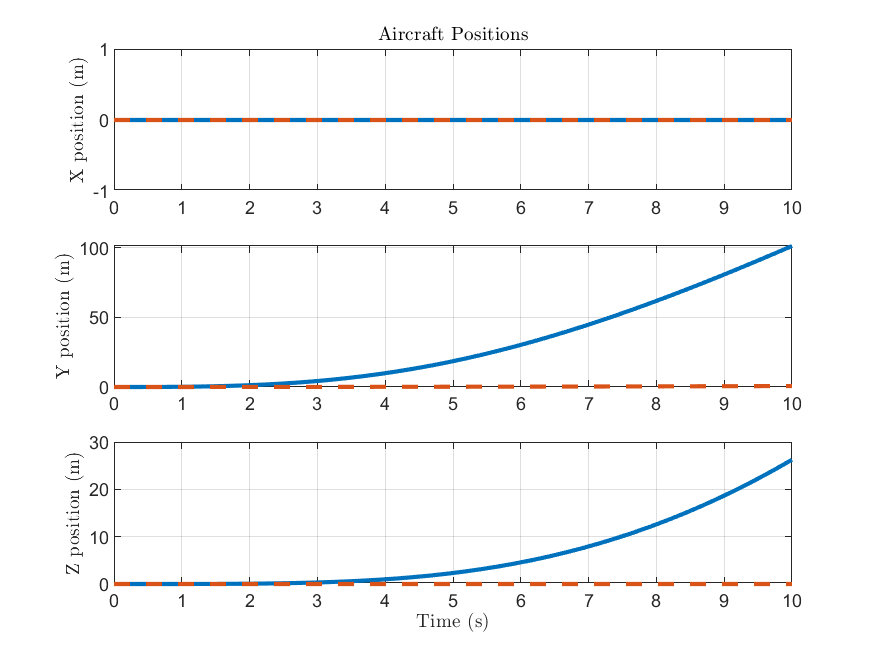 Aircraft Positions
X position (m)
1
0
-1
0 1 2 3 4 5 6 7 8 9 10
Y position (m)
100
50
0
0 1 2 3 4 5 6 7 8 9 10
Z position (m)
30
20
10
0
0 1 2 3 4 5 6 7 8 9 10
Time (s)